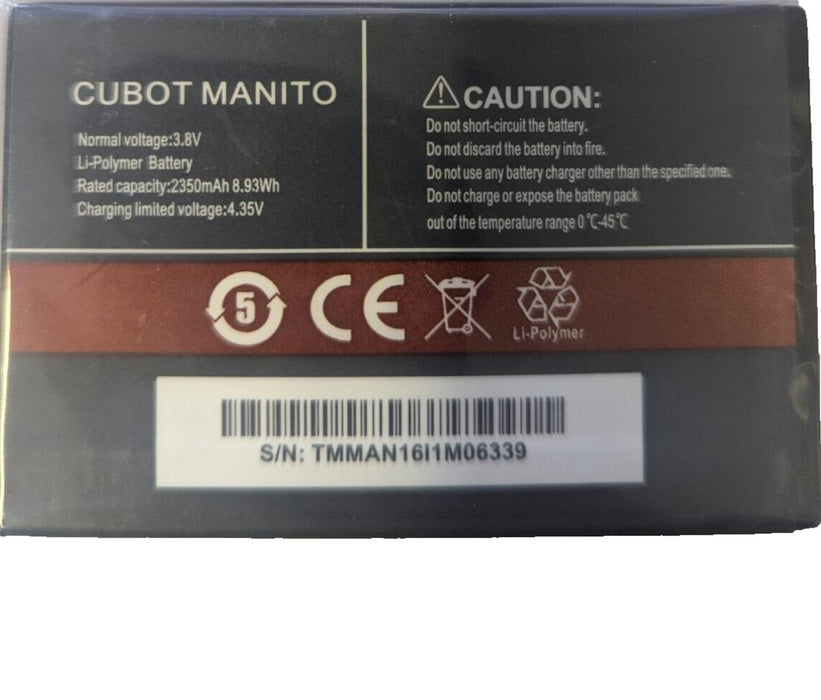 CUBOT MANITO
Normal voltage:3.8V
Li-Polymer Battery
Rated capacity:2350mAh 8.93Wh
Charging limited voltage:4.35V
CAUTION:
Do not short-circuit the battery.
Do not discard the battery into fire.
Do not use any battery charger other than the specified one.
Do not charge or expose the battery pack
out of the temperature range 0℃-45℃
5
CE
Li-Polymer
S/N: TMMAN16I1M06339